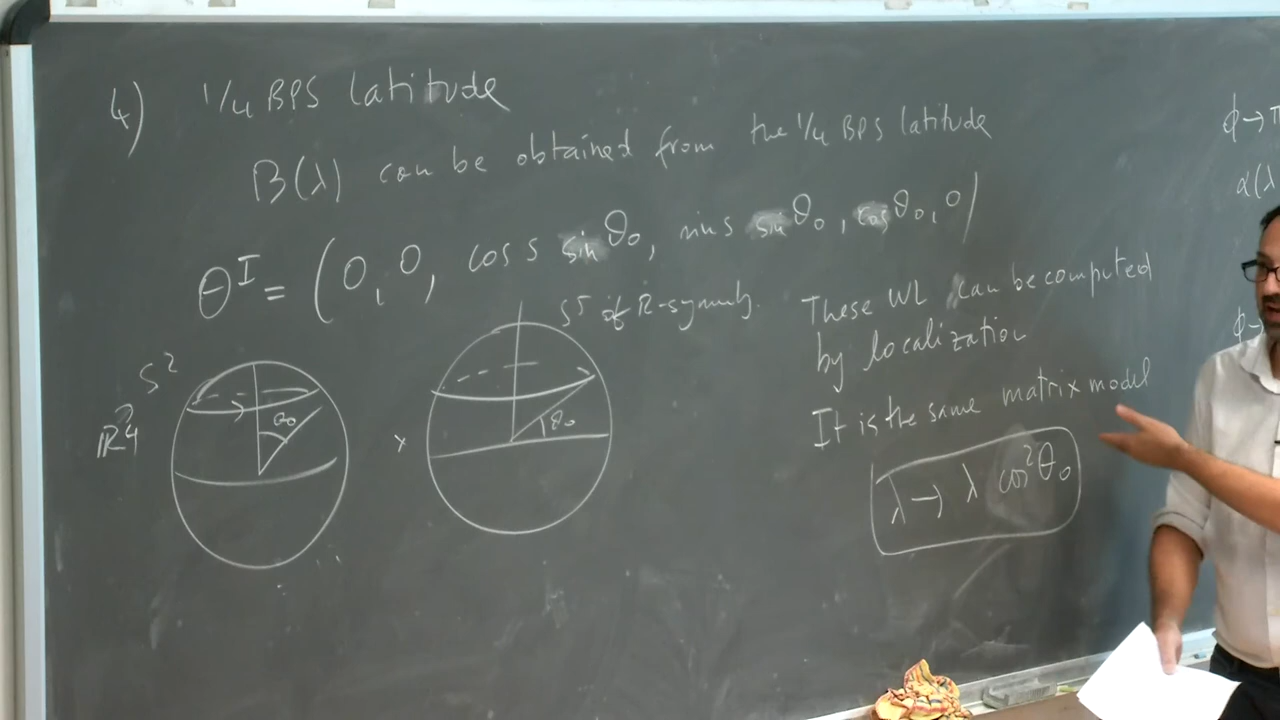 4) 1/4 BPS latitude
B(λ) can be obtained from the 1/4 BPS latitude
Θ^I = (0, 0, cos s sin θ₀, sin s sin θ₀, cos θ₀, 0)
S⁵ of R-symmetry.
S²
θ₀
×
θ₀
These WL can be computed
by localization
It is the same matrix model
λ → λ cos²θ₀
φ →
α(λ
φ →